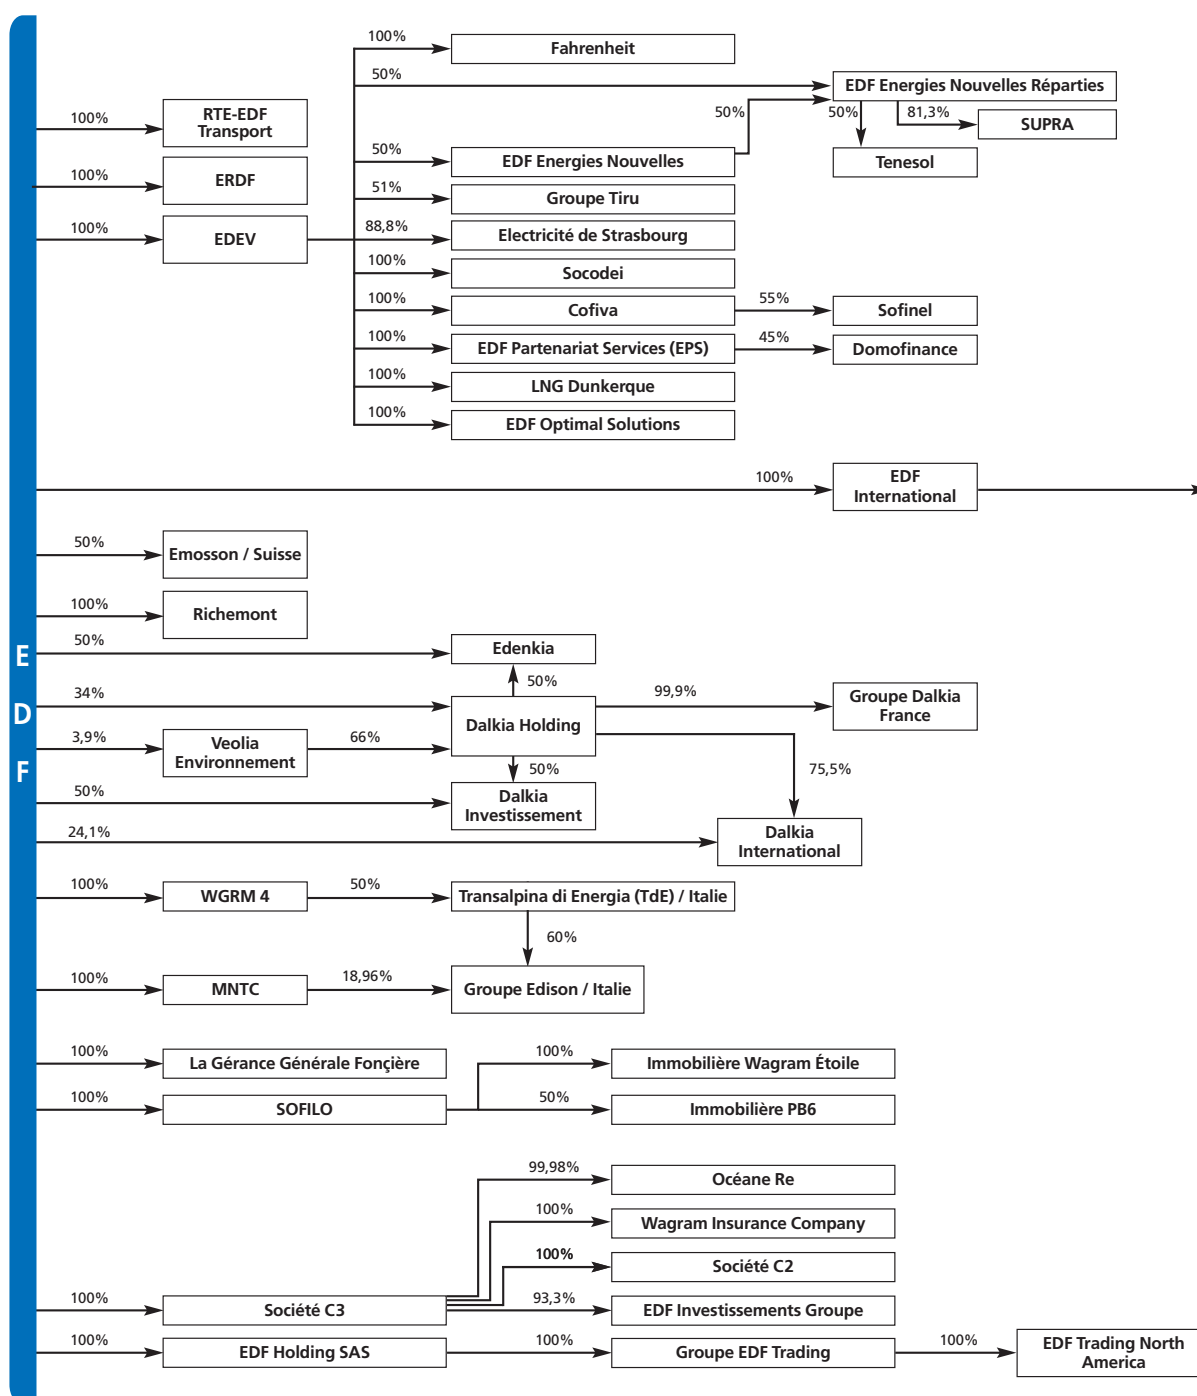 100%
Fahrenheit
50%
EDF Energies Nouvelles Réparties
100%
RTE-EDF
Transport
50%
50%
81,3%
SUPRA
50%
EDF Energies Nouvelles
Tenesol
100%
ERDF
51%
Groupe Tiru
100%
EDEV
88,8%
Electricité de Strasbourg
100%
Socodei
100%
Cofiva
55%
Sofinel
100%
EDF Partenariat Services (EPS)
45%
Domofinance
100%
LNG Dunkerque
100%
EDF Optimal Solutions
100%
EDF
International
50%
Emosson / Suisse
100%
Richemont
50%
Edenkia
E
D
F
50%
34%
Dalkia Holding
99,9%
Groupe Dalkia
France
3,9%
Veolia
Environnement
66%
50%
75,5%
50%
Dalkia
Investissement
24,1%
Dalkia
International
100%
WGRM 4
50%
Transalpina di Energia (TdE) / Italie
60%
100%
MNTC
18,96%
Groupe Edison / Italie
100%
La Gérance Générale Fonçière
100%
Immobilière Wagram Étoile
100%
SOFILO
50%
Immobilière PB6
99,98%
Océane Re
100%
Wagram Insurance Company
100%
Société C2
100%
Société C3
93,3%
EDF Investissements Groupe
100%
EDF Holding SAS
100%
Groupe EDF Trading
100%
EDF Trading North
America